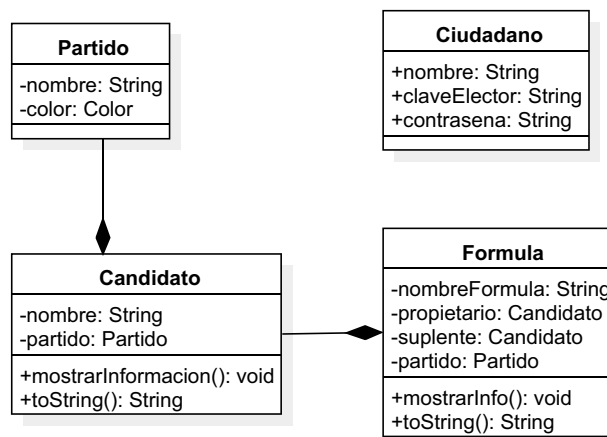 Partido
-nombre: String
-color: Color
Ciudadano
+nombre: String
+claveElector: String
+contrasena: String
Candidato
-nombre: String
-partido: Partido
+mostrarInformacion(): void
+toString(): String
Formula
-nombreFormula: String
-propietario: Candidato
-suplente: Candidato
-partido: Partido
+mostrarInfo(): void
+toString(): String